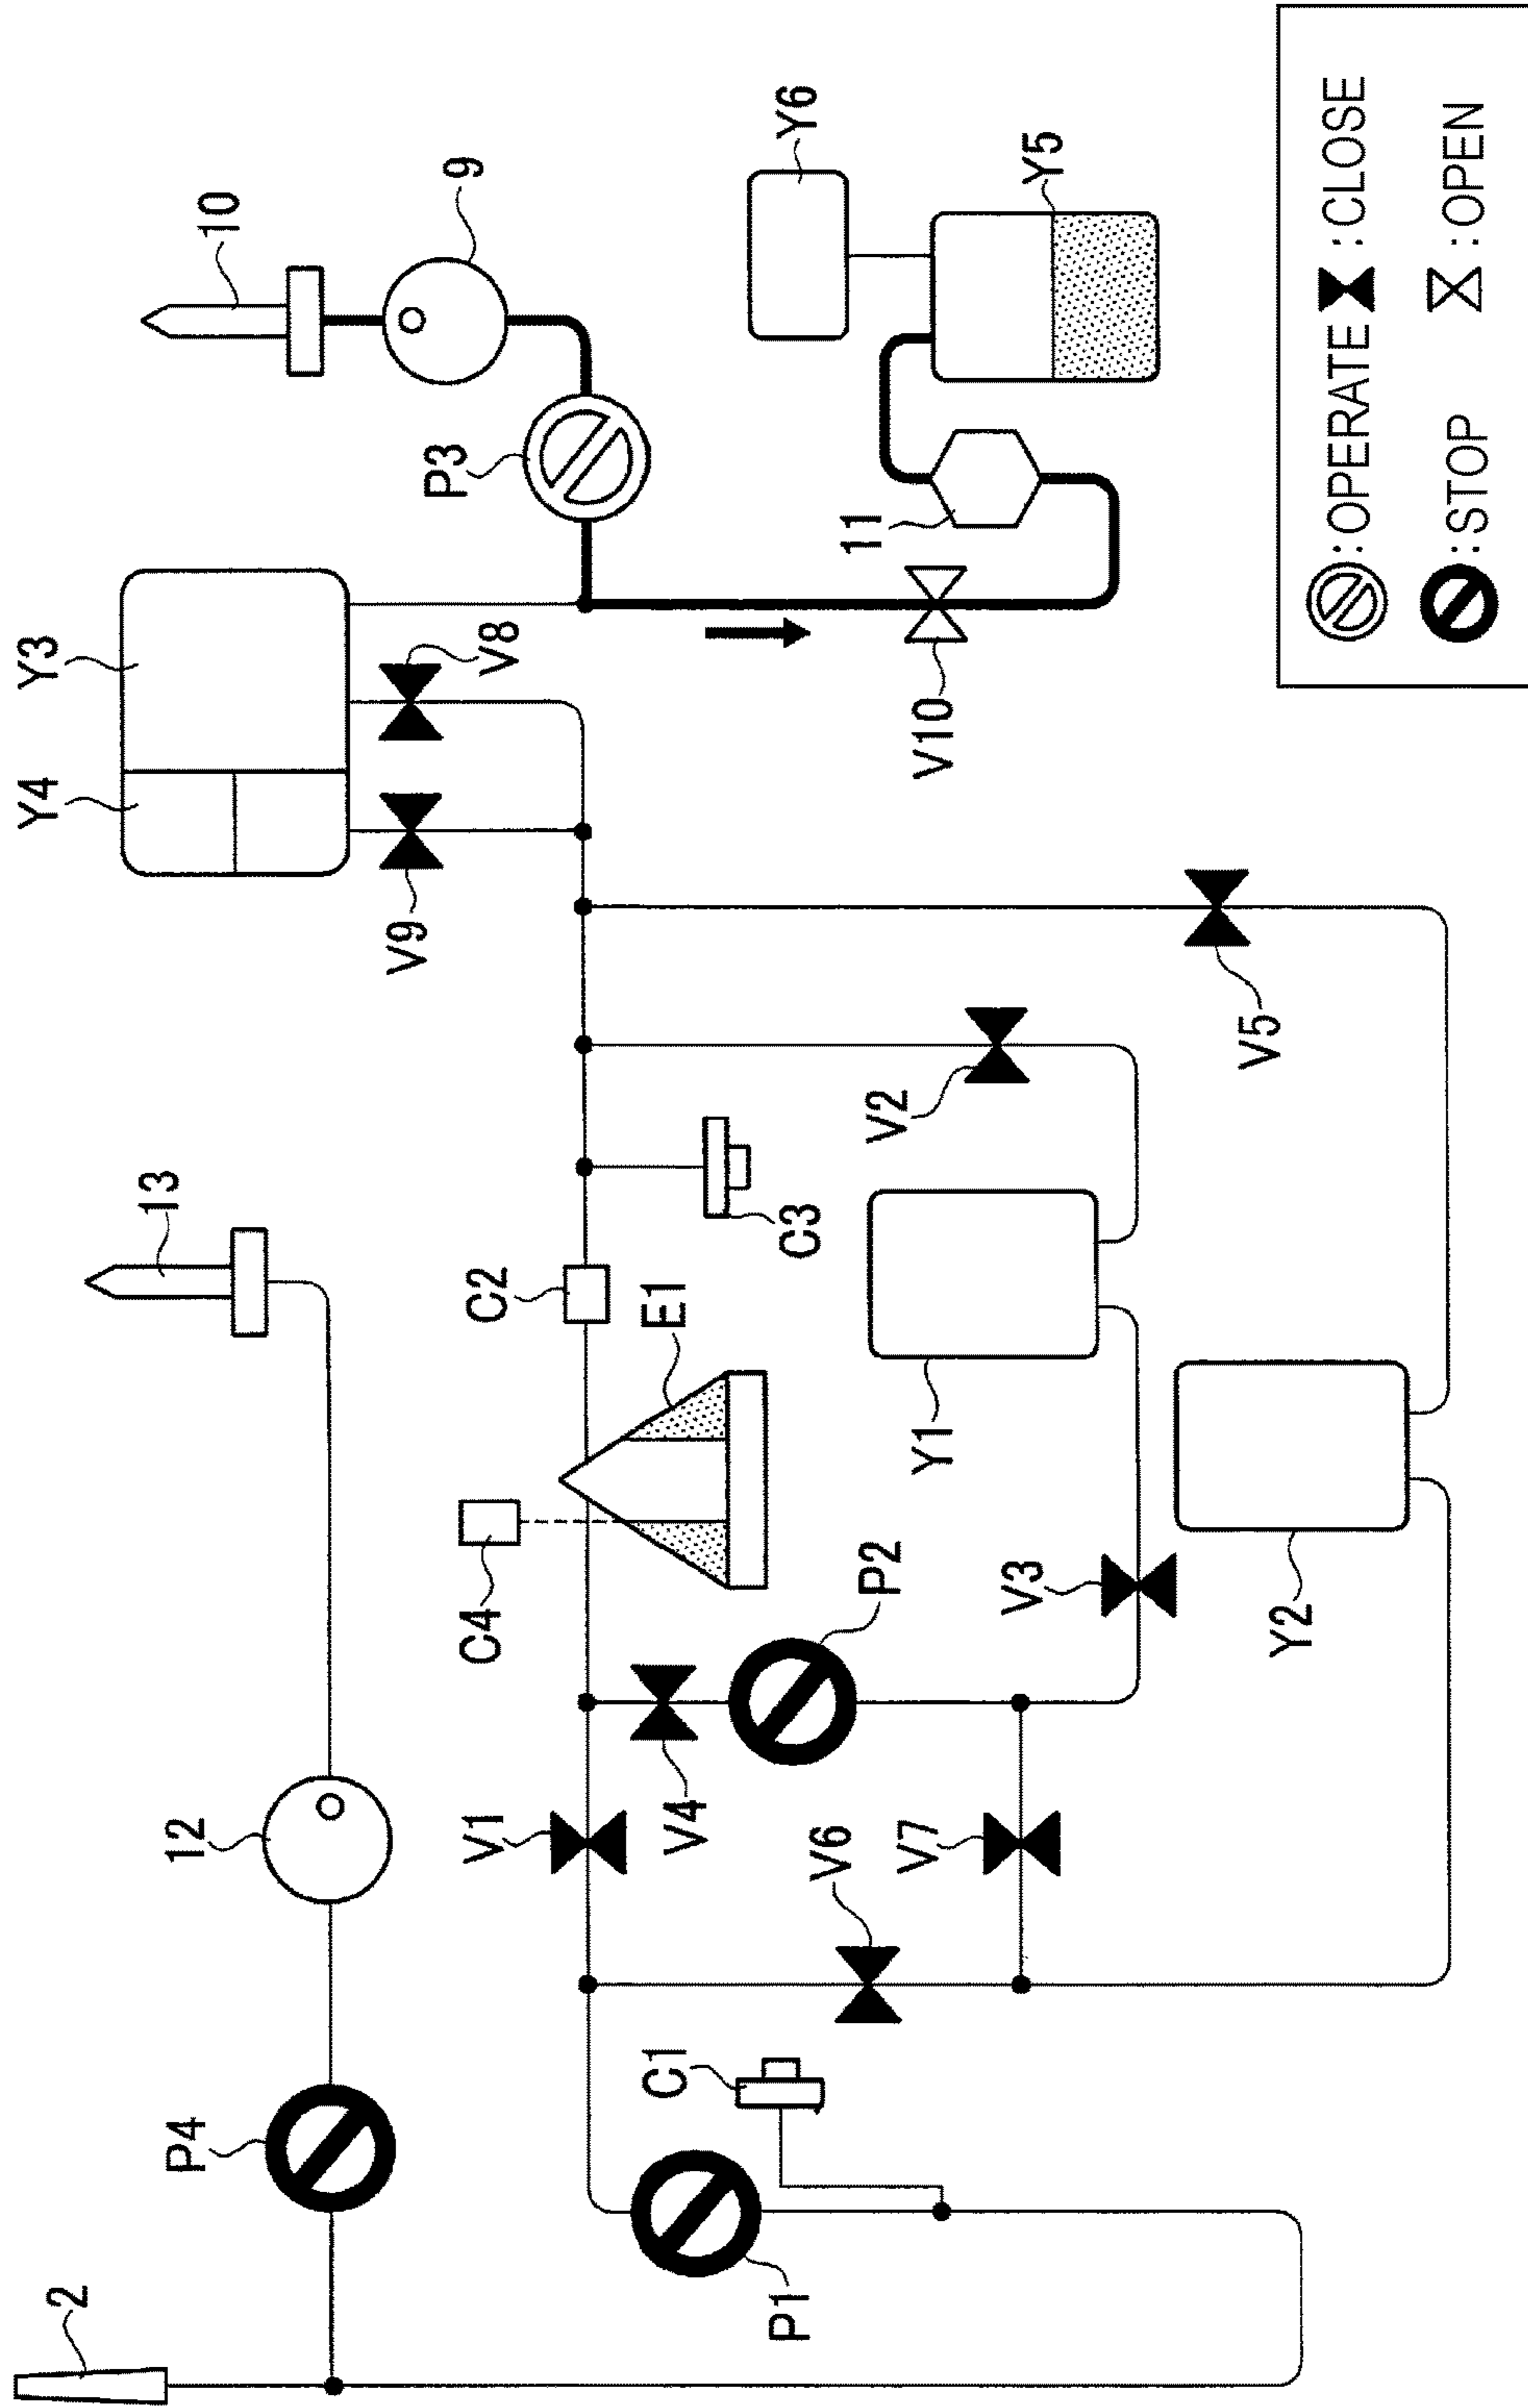 2
P4
12
13
Y4
Y3
10
9
P3
V9
V8
Y6
Y5
11
V10
C4
C2
E1
C3
V1
V4
P2
V2
C1
V6
V7
V3
Y1
P1
Y2
V5
:OPERATE :CLOSE
:STOP :OPEN